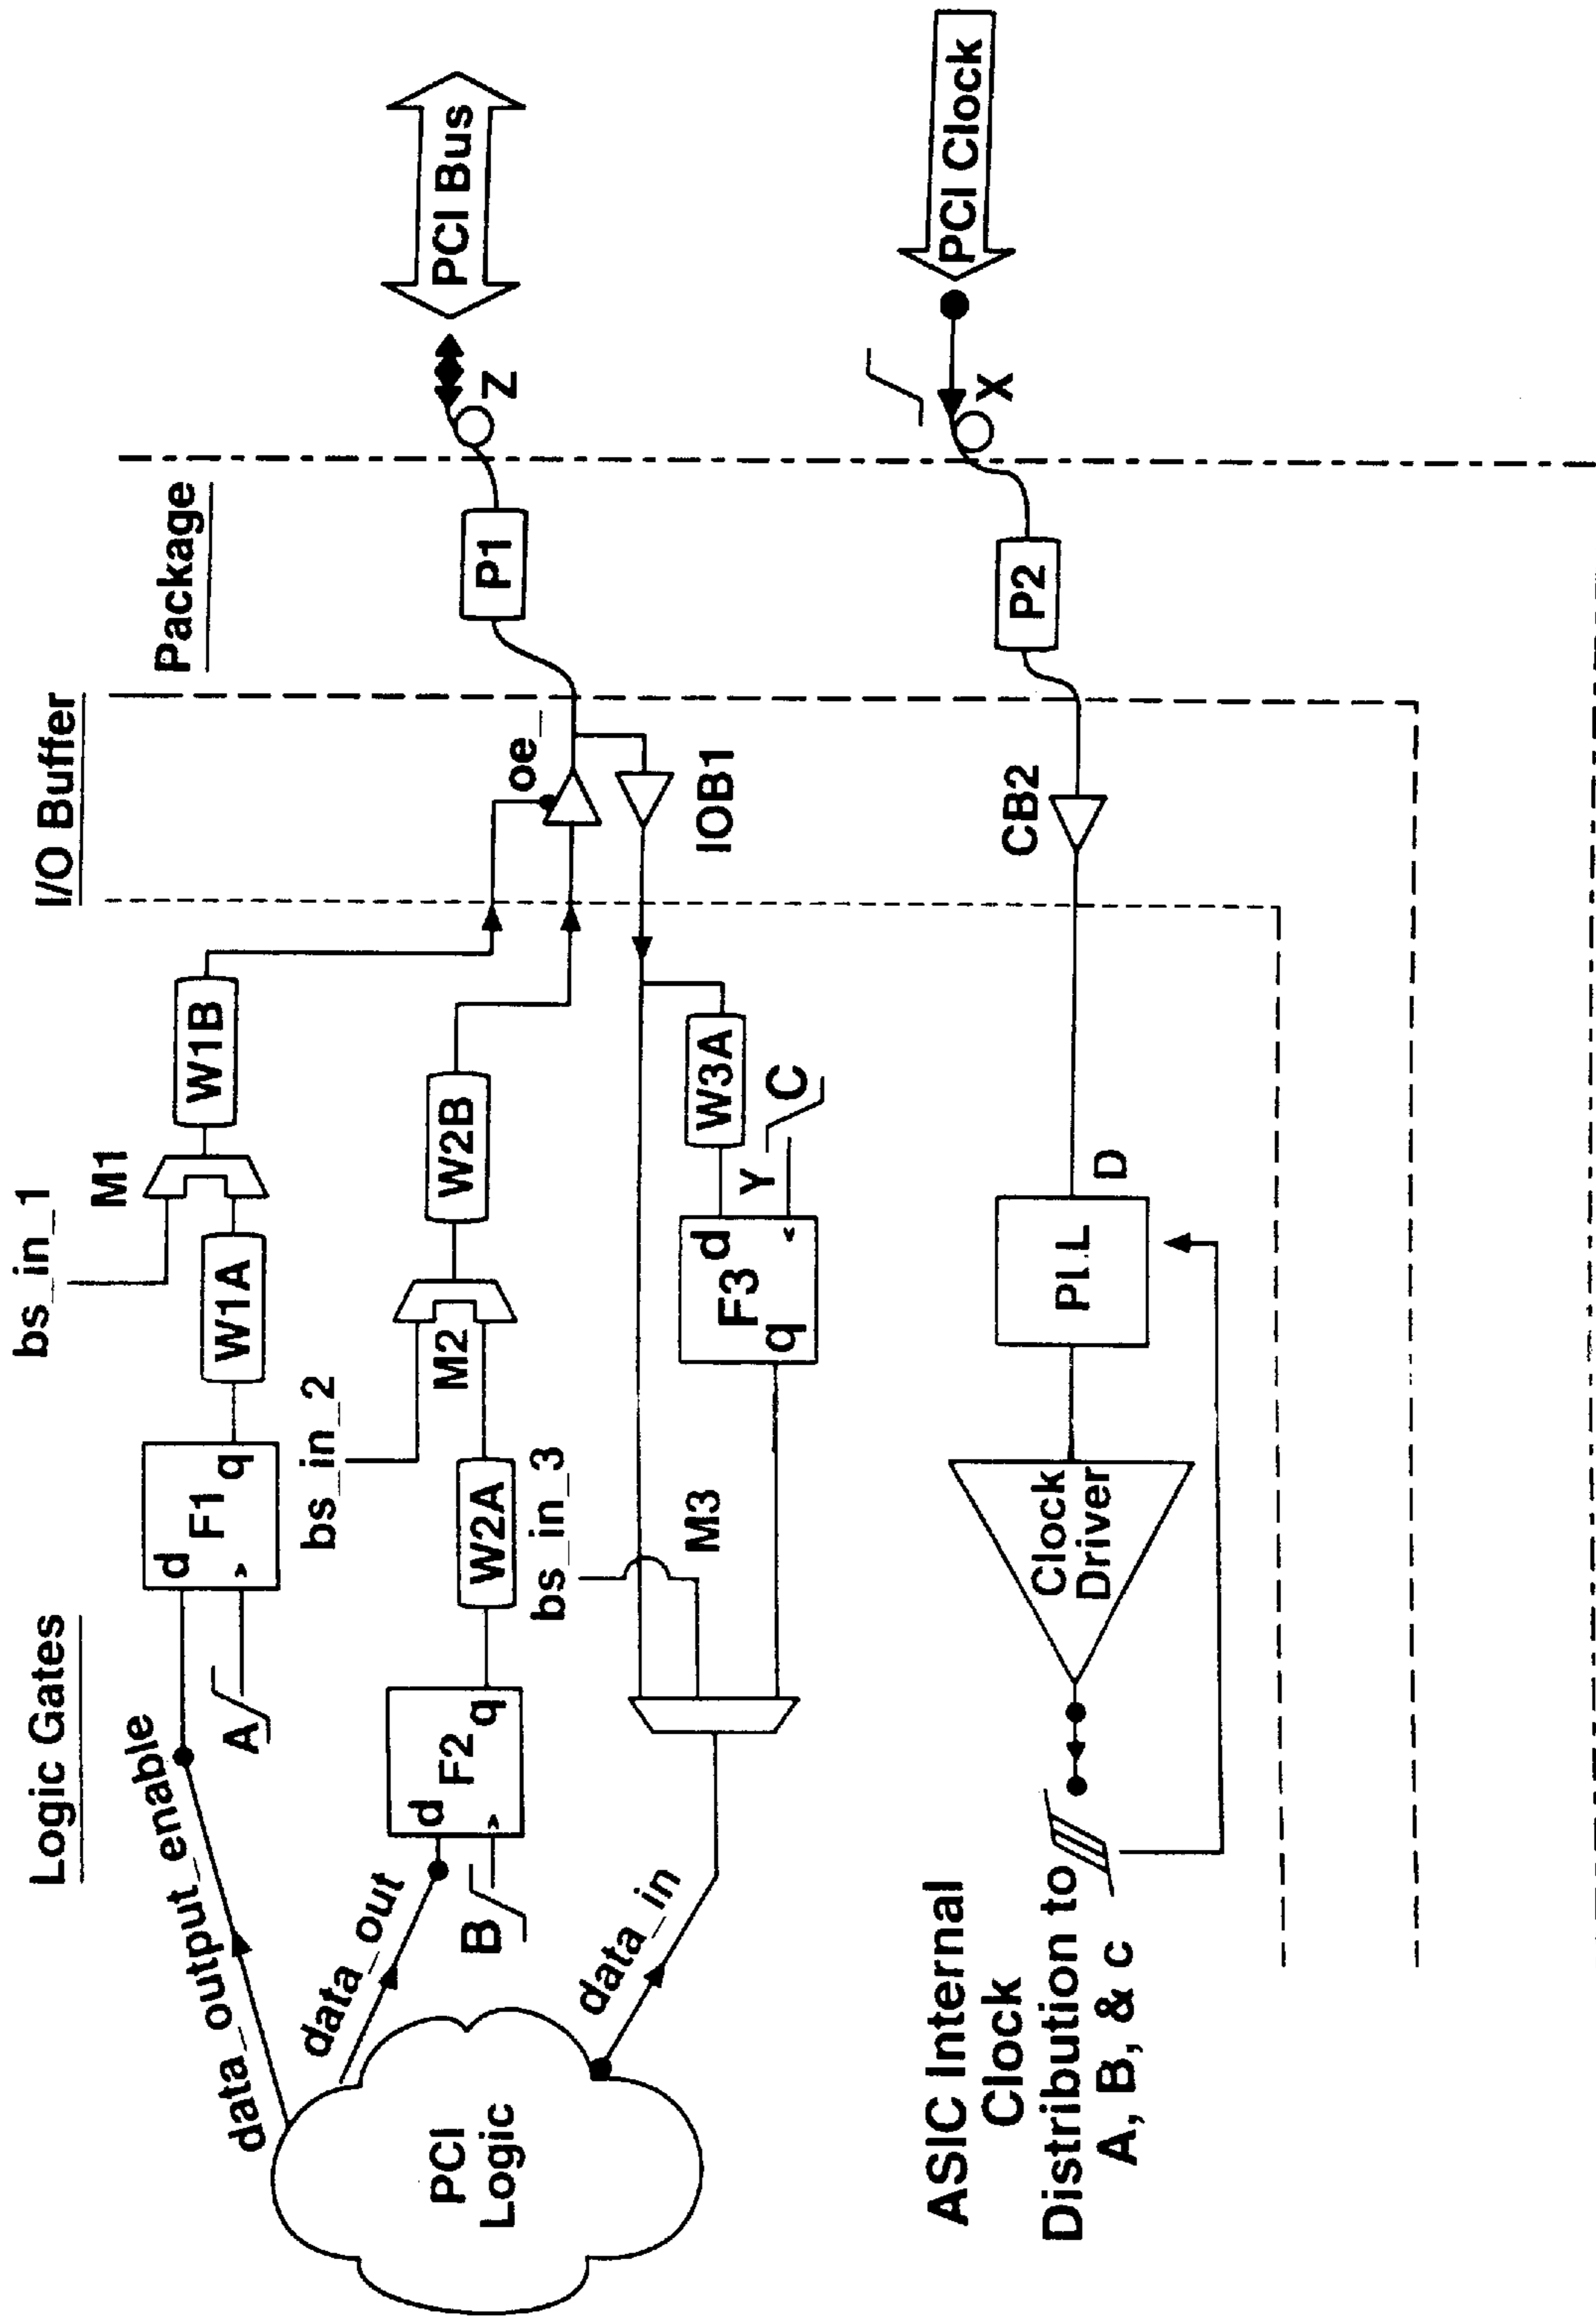 Logic Gates
I/O Buffer
Package
bs_in_1
M1
data_output_enable
d
F1
q
A
W1A
W1B
oe_
bs_in_2
M2
data_out
d
F2
q
B
W2A
W2B
P1
Z
PCI Bus
PCI
Logic
bs_in_3
data_in
M3
F3
d
q
Y
C
W3A
IOB1
ASIC Internal
Clock
Distribution to
A, B, & c
Clock
Driver
PLL
D
CB2
P2
X
PCI Clock